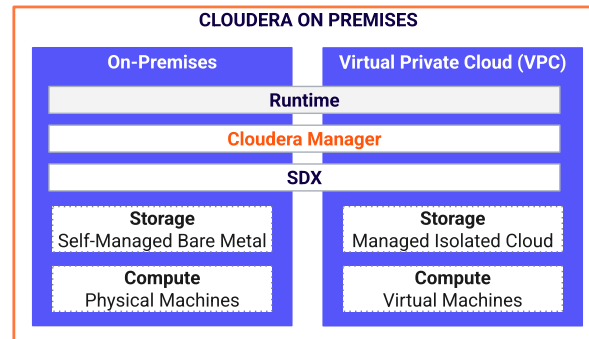 CLOUDERA ON PREMISES
On-Premises
Virtual Private Cloud (VPC)
Runtime
Cloudera Manager
SDX
Storage
Self-Managed Bare Metal
Storage
Managed Isolated Cloud
Compute
Physical Machines
Compute
Virtual Machines